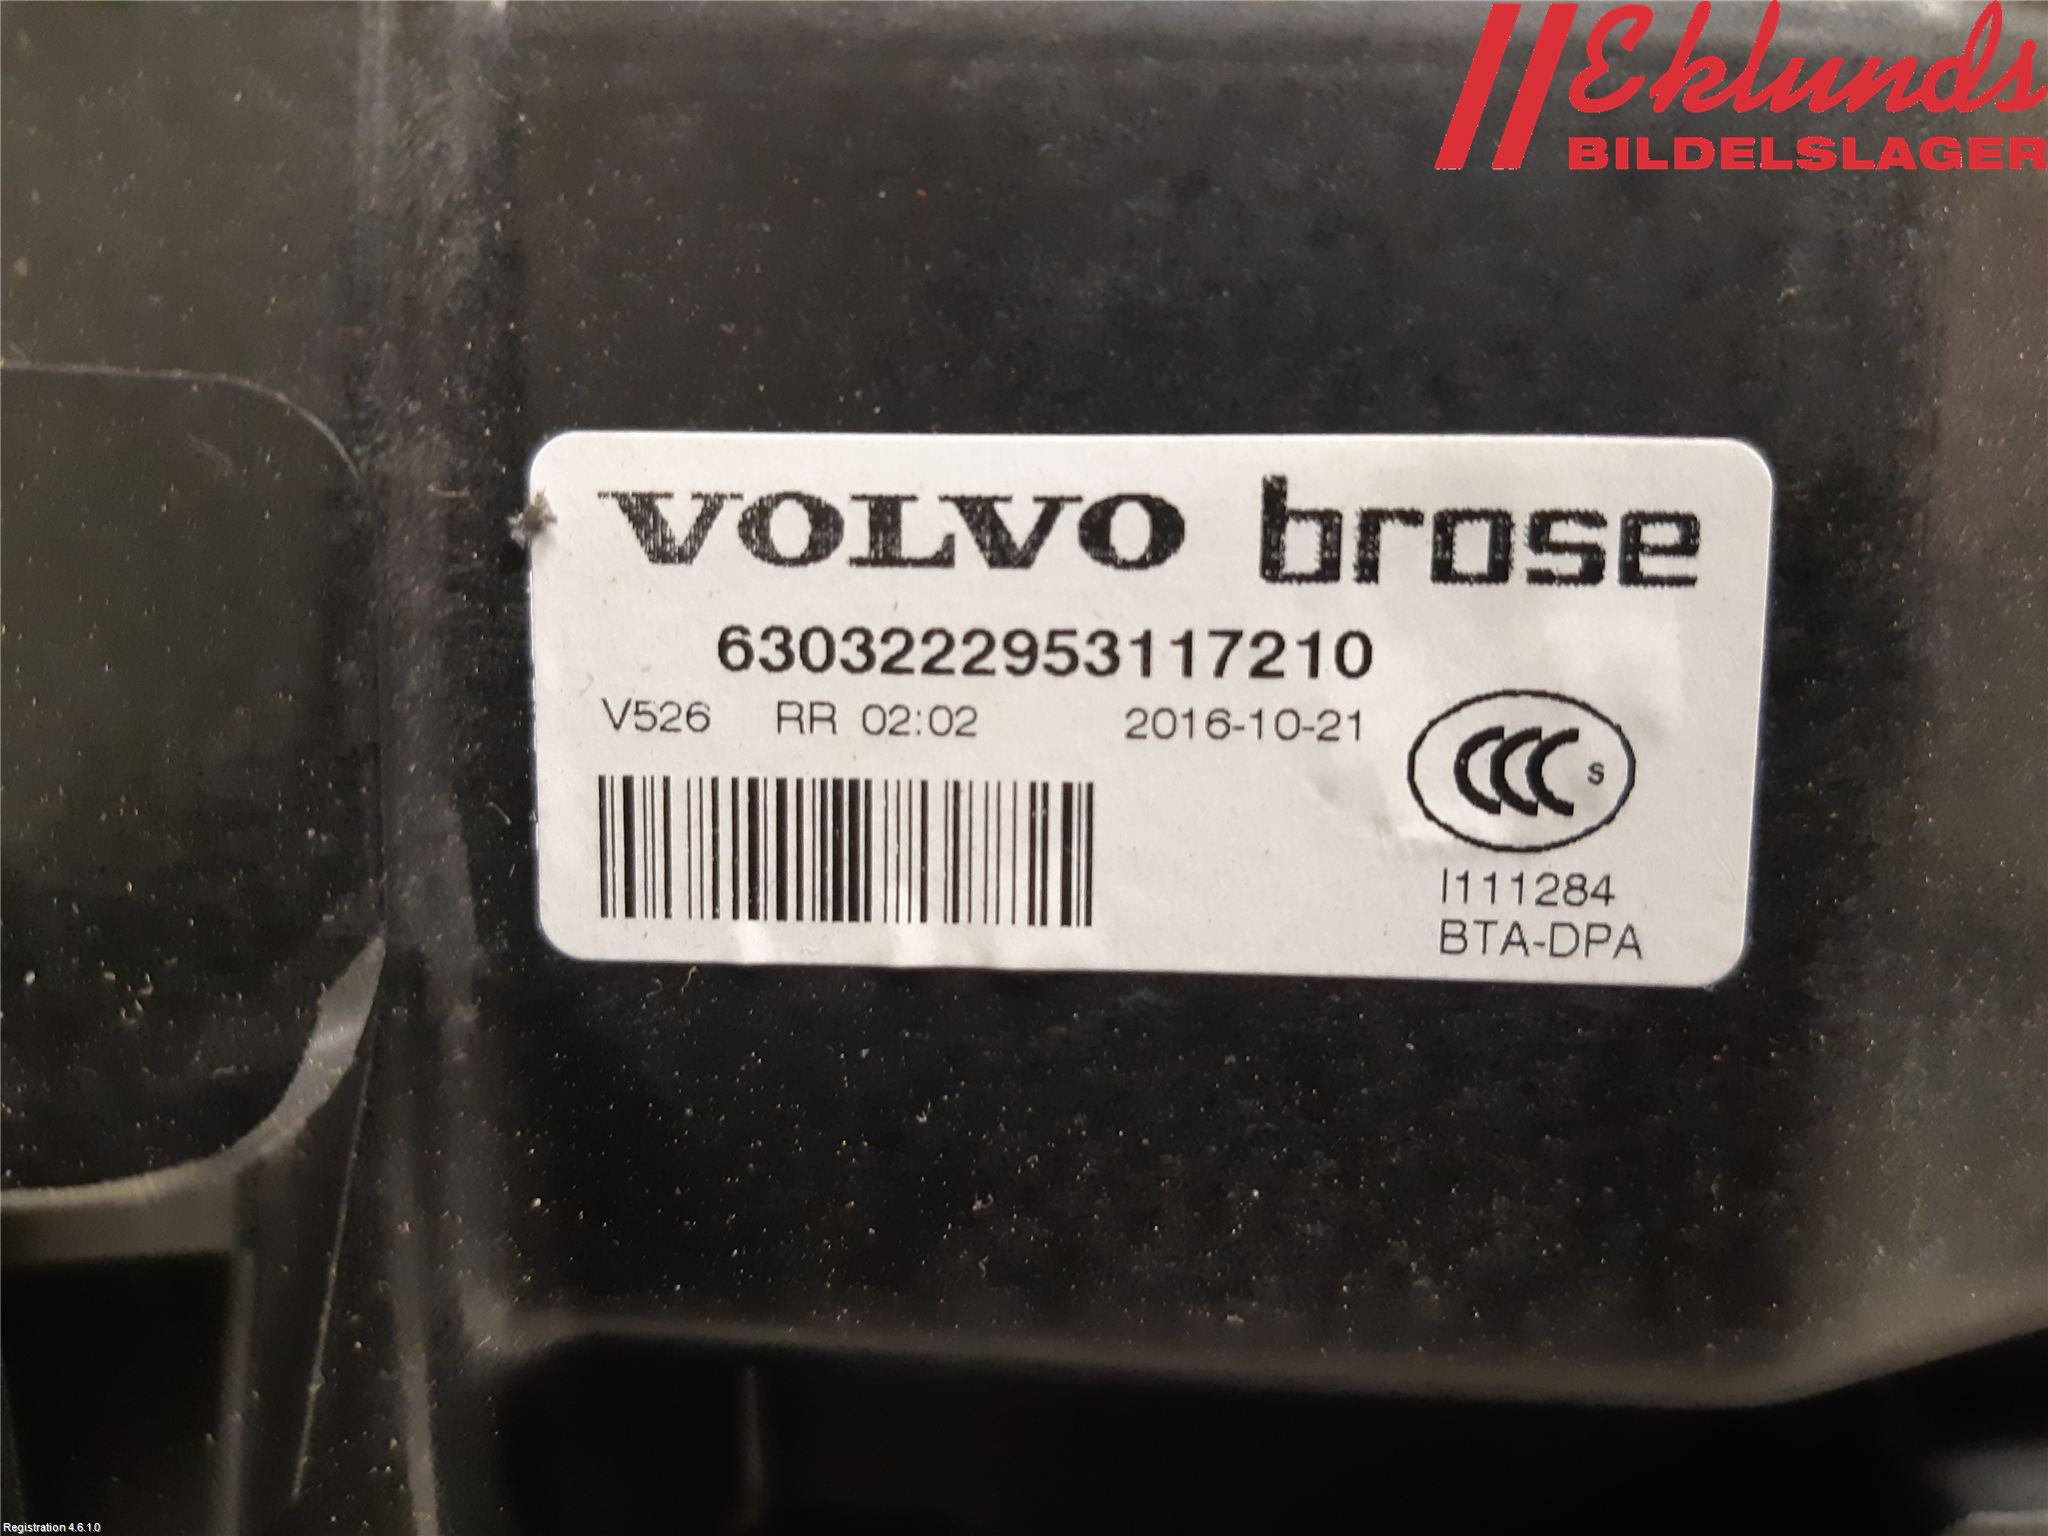 Eklunds
BILDELSLAGER
VOLVO brose
6303222953117210
V526 RR 02:02 2016-10-21
CCC S
I111284
BTA-DPA
Registration 4.6.1.0